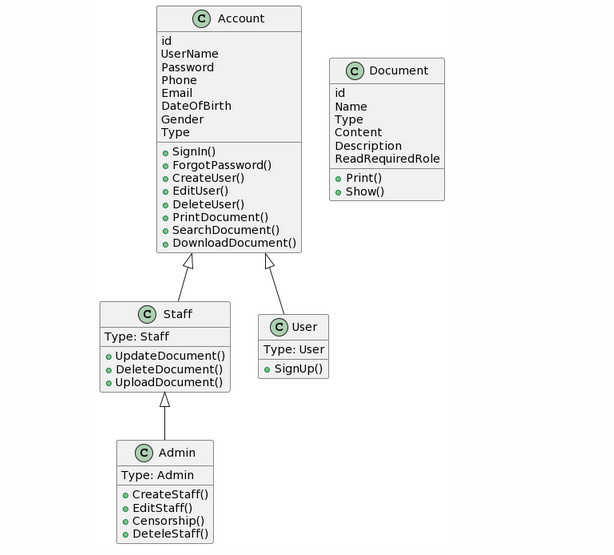 C Account
id
UserName
Password
Phone
Email
DateOfBirth
Gender
Type
SignIn()
ForgotPassword()
CreateUser()
EditUser()
DeleteUser()
PrintDocument()
SearchDocument()
DownloadDocument()
C Document
id
Name
Type
Content
Description
ReadRequiredRole
Print()
Show()
C Staff
Type: Staff
UpdateDocument()
DeleteDocument()
UploadDocument()
C User
Type: User
SignUp()
C Admin
Type: Admin
CreateStaff()
EditStaff()
Censorship()
DeteleStaff()